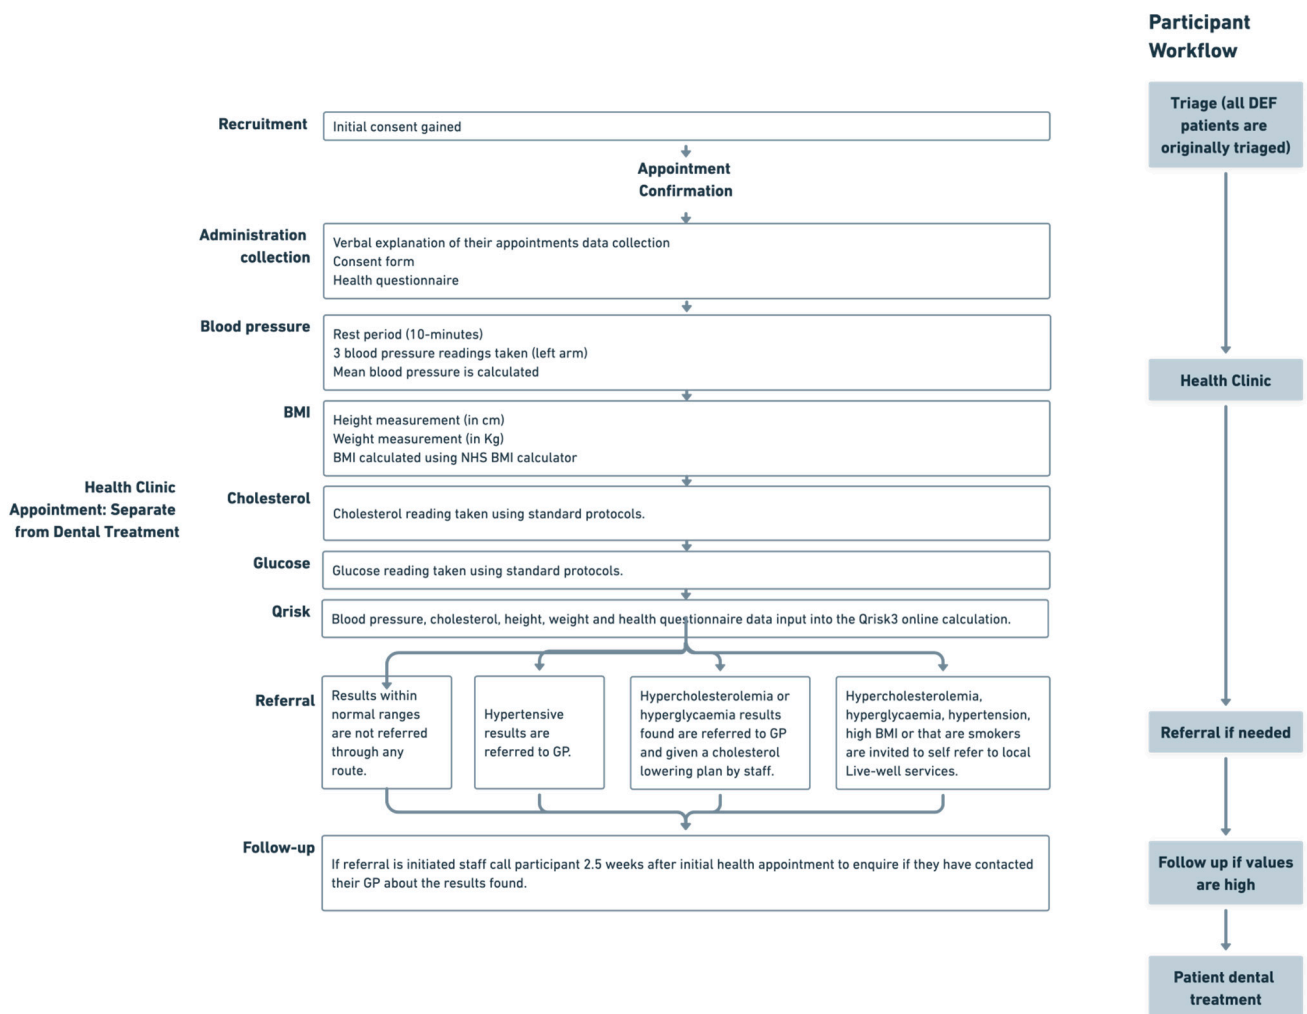 Participant
Workflow
Triage (all DEF
patients are
originally triaged)
Health Clinic
Referral if needed
Follow up if values
are high
Patient dental
treatment
Recruitment
Initial consent gained
Appointment
Confirmation
Administration
collection
Verbal explanation of their appointments data collection
Consent form
Health questionnaire
Blood pressure
Rest period (10-minutes)
3 blood pressure readings taken (left arm)
Mean blood pressure is calculated
BMI
Height measurement (in cm)
Weight measurement (in Kg)
BMI calculated using NHS BMI calculator
Health Clinic
Appointment: Separate
from Dental Treatment
Cholesterol
Cholesterol reading taken using standard protocols.
Glucose
Glucose reading taken using standard protocols.
Qrisk
Blood pressure, cholesterol, height, weight and health questionnaire data input into the Qrisk3 online calculation.
Referral
Results within
normal ranges
are not referred
through any
route.
Hypertensive
results are
referred to GP.
Hypercholesterolemia or
hyperglycaemia results
found are referred to GP
and given a cholesterol
lowering plan by staff.
Hypercholesterolemia,
hyperglycaemia, hypertension,
high BMI or that are smokers
are invited to self refer to local
Live-well services.
Follow-up
If referral is initiated staff call participant 2.5 weeks after initial health appointment to enquire if they have contacted
their GP about the results found.